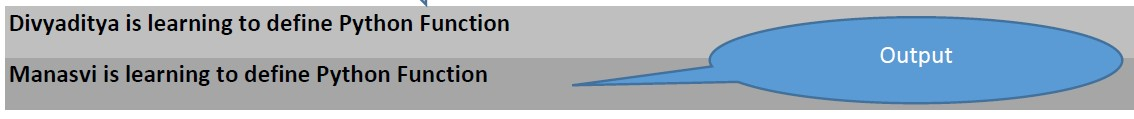 Divyaditya is learning to define Python Function
Output
Manasvi is learning to define Python Function